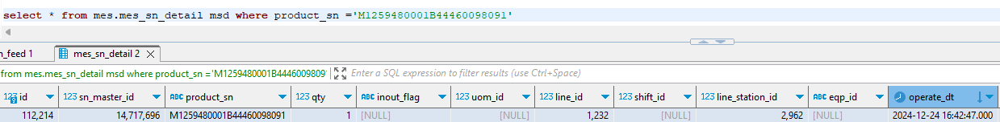 select * from mes.mes_sn_detail msd where product_sn ='M1259480001B44460098091'
n_feed 1 mes_sn_detail 2
from mes.mes_sn_detail msd where product_sn ='M1259480001B4446009809' Enter a SQL expression to filter results (use Ctrl+Space)
123 id 123 sn_master_id ABC product_sn 123 qty ABC inout_flag 123 uom_id 123 line_id 123 shift_id 123 line_station_id ABC eqp_id operate_dt
112,214 14,717,696 M1259480001B44460098091 1 [NULL] [NULL] 1,232 [NULL] 2,962 [NULL] 2024-12-24 16:42:47.000